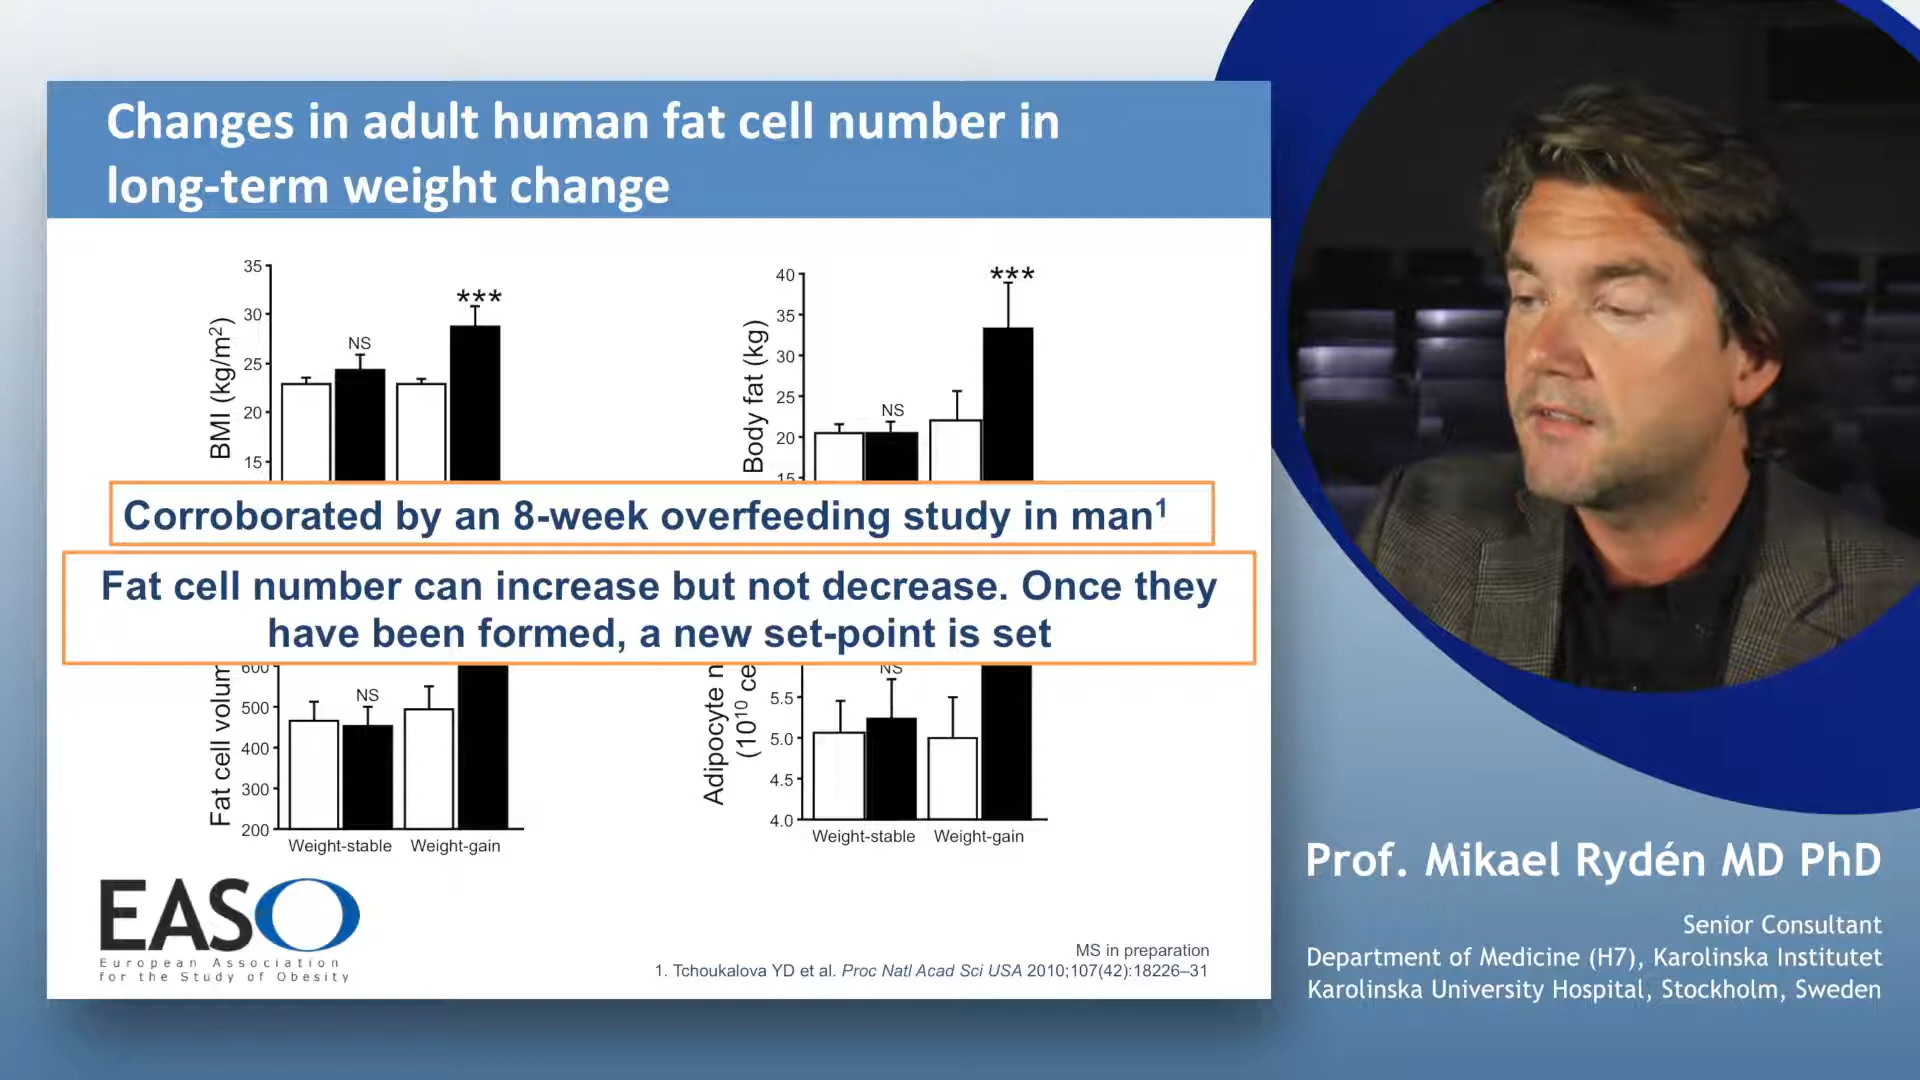 Changes in adult human fat cell number in
long-term weight change
35
30
25
20
15
BMI (kg/m2)
NS
***
40
35
30
25
20
15
Body fat (kg)
NS
***
Corroborated by an 8-week overfeeding study in man1
Fat cell number can increase but not decrease. Once they
have been formed, a new set-point is set
600
500
400
300
200
Fat cell
NS
Weight-stable Weight-gain
5.5
5.0
4.5
4.0
Adipocyte
(1010
NS
Weight-stable Weight-gain
EASO
European Association
for the Study of Obesity
MS in preparation
1. Tchoukalova YD et al. Proc Natl Acad Sci USA 2010;107(42):18226–31
Prof. Mikael Rydén MD PhD
Senior Consultant
Department of Medicine (H7), Karolinska Institutet
Karolinska University Hospital, Stockholm, Sweden